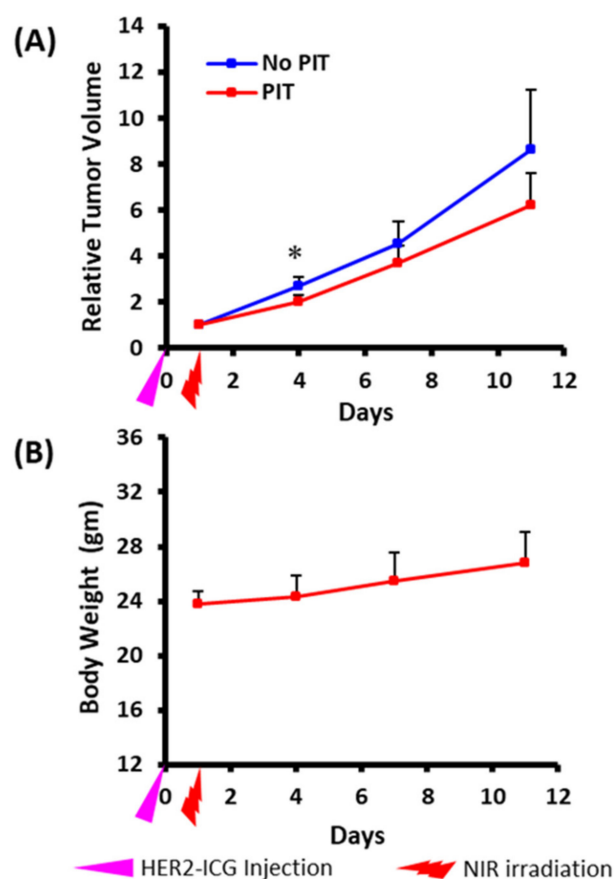 (A)
14
12
10
8
6
4
2
0
Relative Tumor Volume
No PIT
PIT
*
0 2 4 6 8 10 12
Days
(B)
36
32
28
24
20
16
12
Body Weight (gm)
0 2 4 6 8 10 12
Days
HER2-ICG Injection NIR irradiation